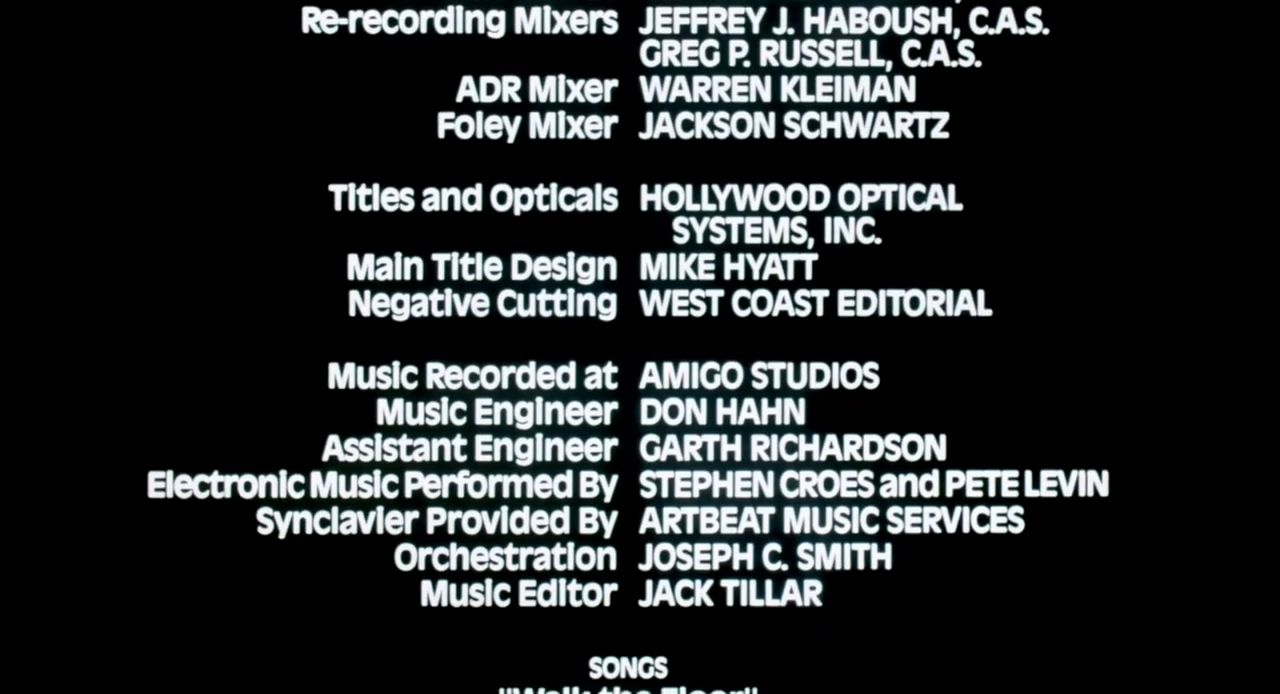 Re-recording Mixers JEFFREY J. HABOUSH, C.A.S.
GREG P. RUSSELL, C.A.S.
ADR Mixer WARREN KLEIMAN
Foley Mixer JACKSON SCHWARTZ
Titles and Opticals HOLLYWOOD OPTICAL
SYSTEMS, INC.
Main Title Design MIKE HYATT
Negative Cutting WEST COAST EDITORIAL
Music Recorded at AMIGO STUDIOS
Music Engineer DON HAHN
Assistant Engineer GARTH RICHARDSON
Electronic Music Performed By STEPHEN CROES and PETE LEVIN
Synclavier Provided By ARTBEAT MUSIC SERVICES
Orchestration JOSEPH C. SMITH
Music Editor JACK TILLAR
SONGS
"Walk the Floor"